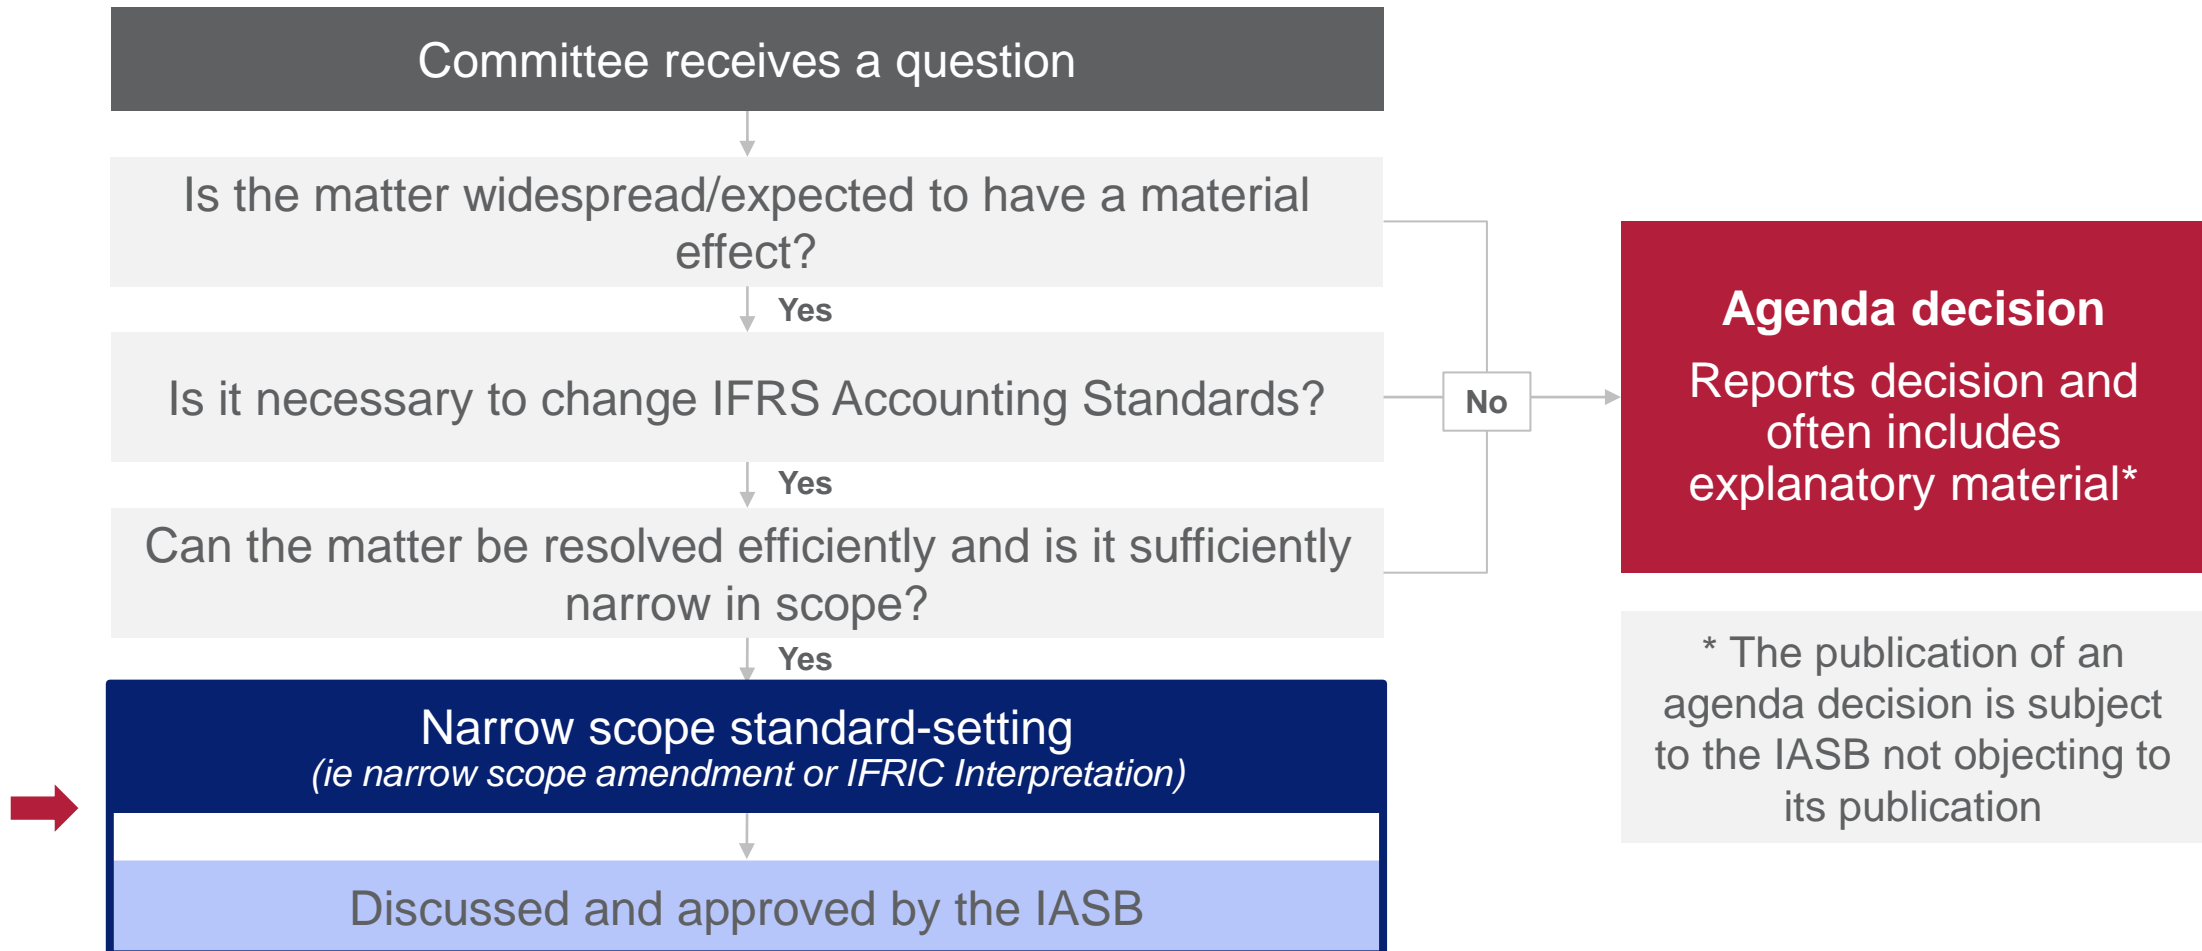 Committee receives a question
Is the matter widespread/expected to have a material
effect?
Yes
Is it necessary to change IFRS Accounting Standards?
Yes
Can the matter be resolved efficiently and is it sufficiently
narrow in scope?
Yes
Narrow scope standard-setting
(ie narrow scope amendment or IFRIC Interpretation)
Discussed and approved by the IASB
No
Agenda decision
Reports decision and
often includes
explanatory material*
* The publication of an
agenda decision is subject
to the IASB not objecting to
its publication